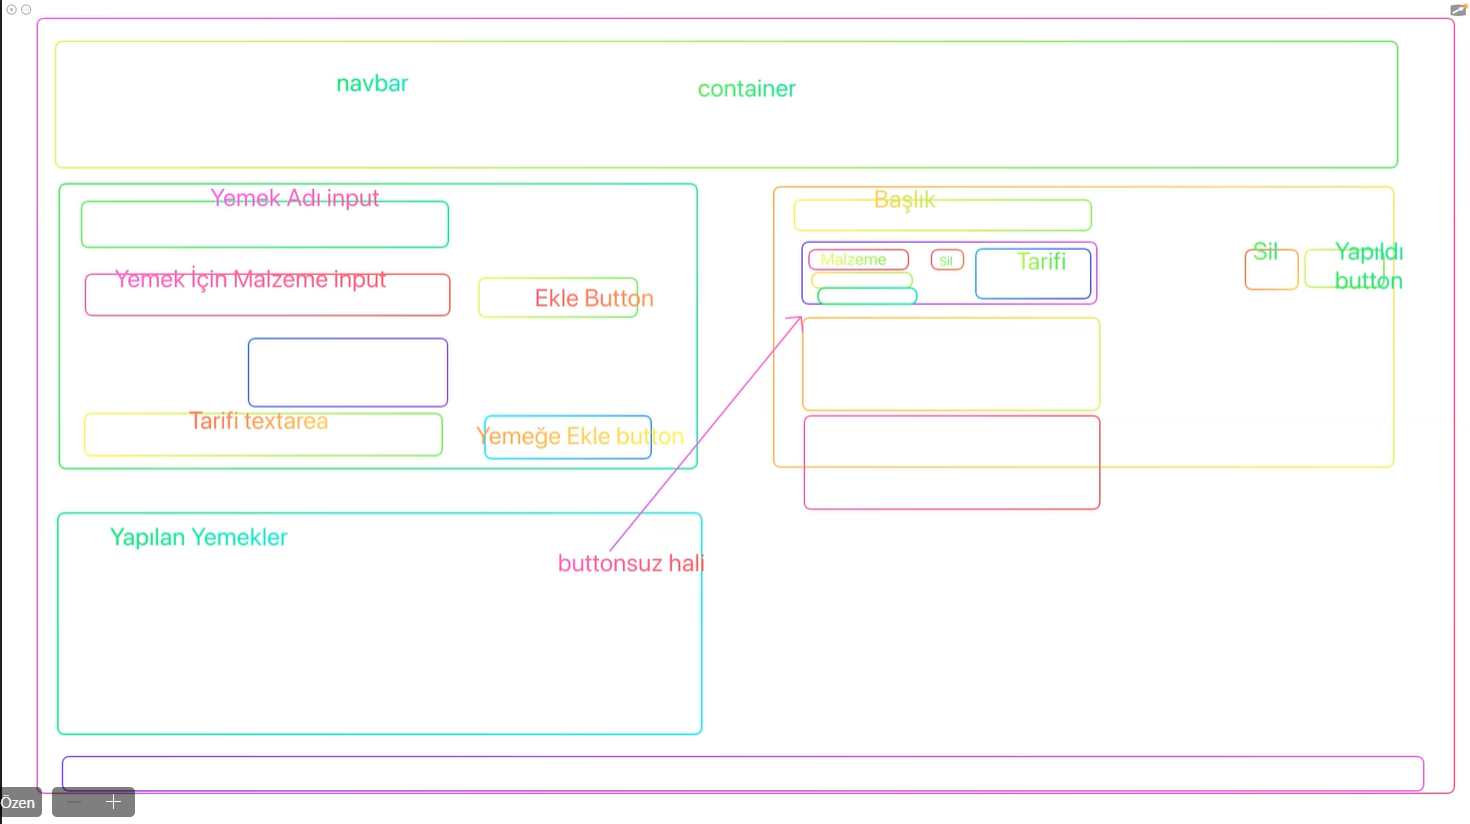 navbar
container
Yemek Adı input
Yemek İçin Malzeme input
Ekle Button
Tarifi textarea
Yemeğe Ekle button
Başlık
Malzeme
Sil
Tarifi
Sil
Yapıldı
button
Yapılan Yemekler
buttonsuz hali
Özen